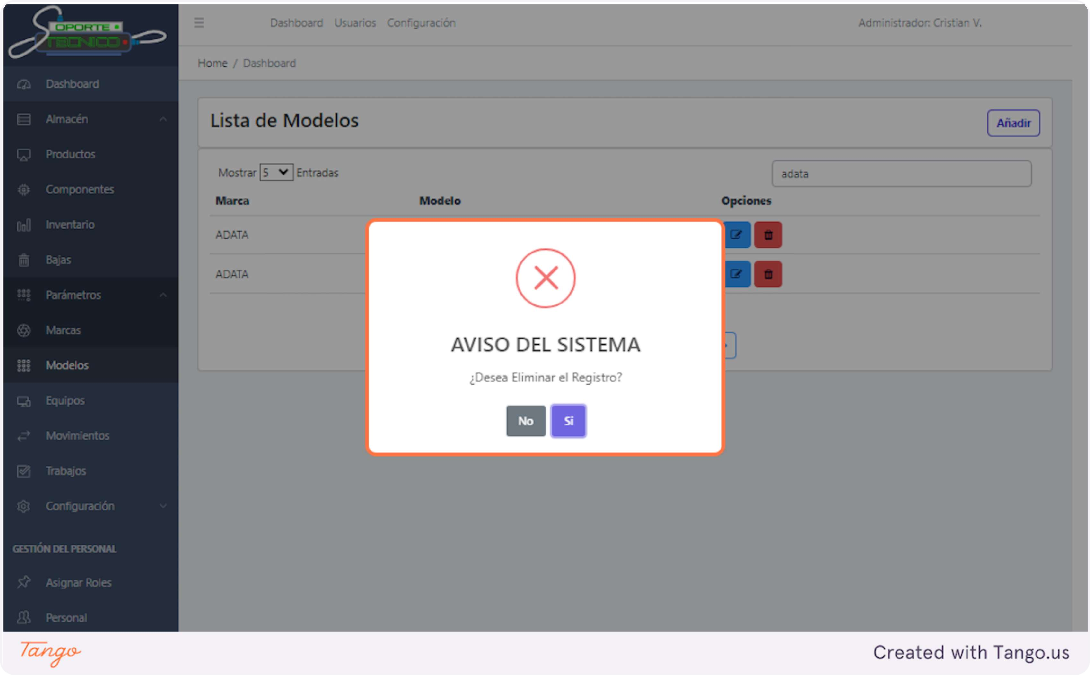 SOPORTE
TECNICO
Dashboard Usuarios Configuración
Administrador: Cristian V.
Home / Dashboard
Dashboard
Almacén
Productos
Componentes
Inventario
Bajas
Parámetros
Marcas
Modelos
Equipos
Movimientos
Trabajos
Configuración
GESTIÓN DEL PERSONAL
Asignar Roles
Personal
Lista de Modelos
Añadir
Mostrar 5 Entradas
adata
Marca Modelo Opciones
ADATA
ADATA
AVISO DEL SISTEMA
¿Desea Eliminar el Registro?
No Si
Tango
Created with Tango.us